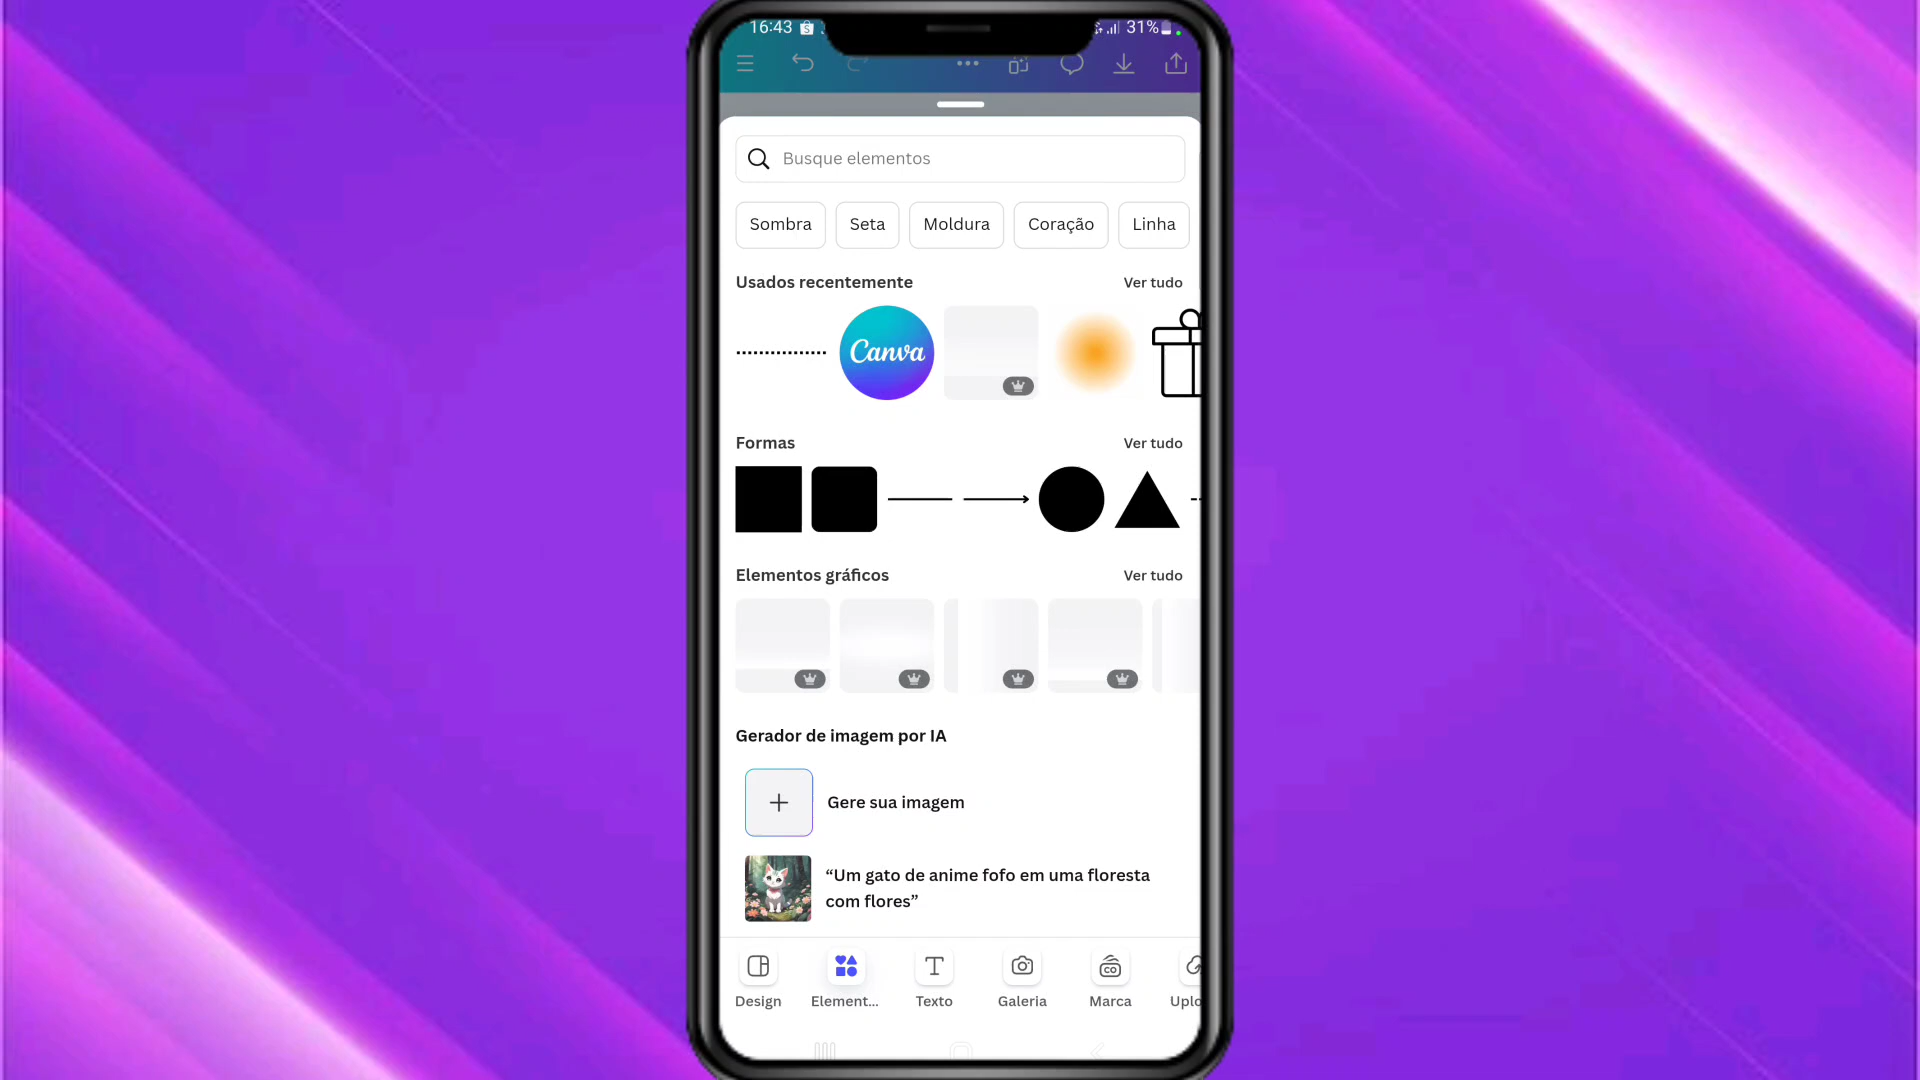 16:43
31%
Busque elementos
Sombra
Seta
Moldura
Coração
Linha
Usados recentemente
Ver tudo
Canva
Formas
Ver tudo
Elementos gráficos
Ver tudo
Gerador de imagem por IA
Gere sua imagem
“Um gato de anime fofo em uma floresta
com flores”
Design
Element...
Texto
Galeria
CO
Marca
Uplo